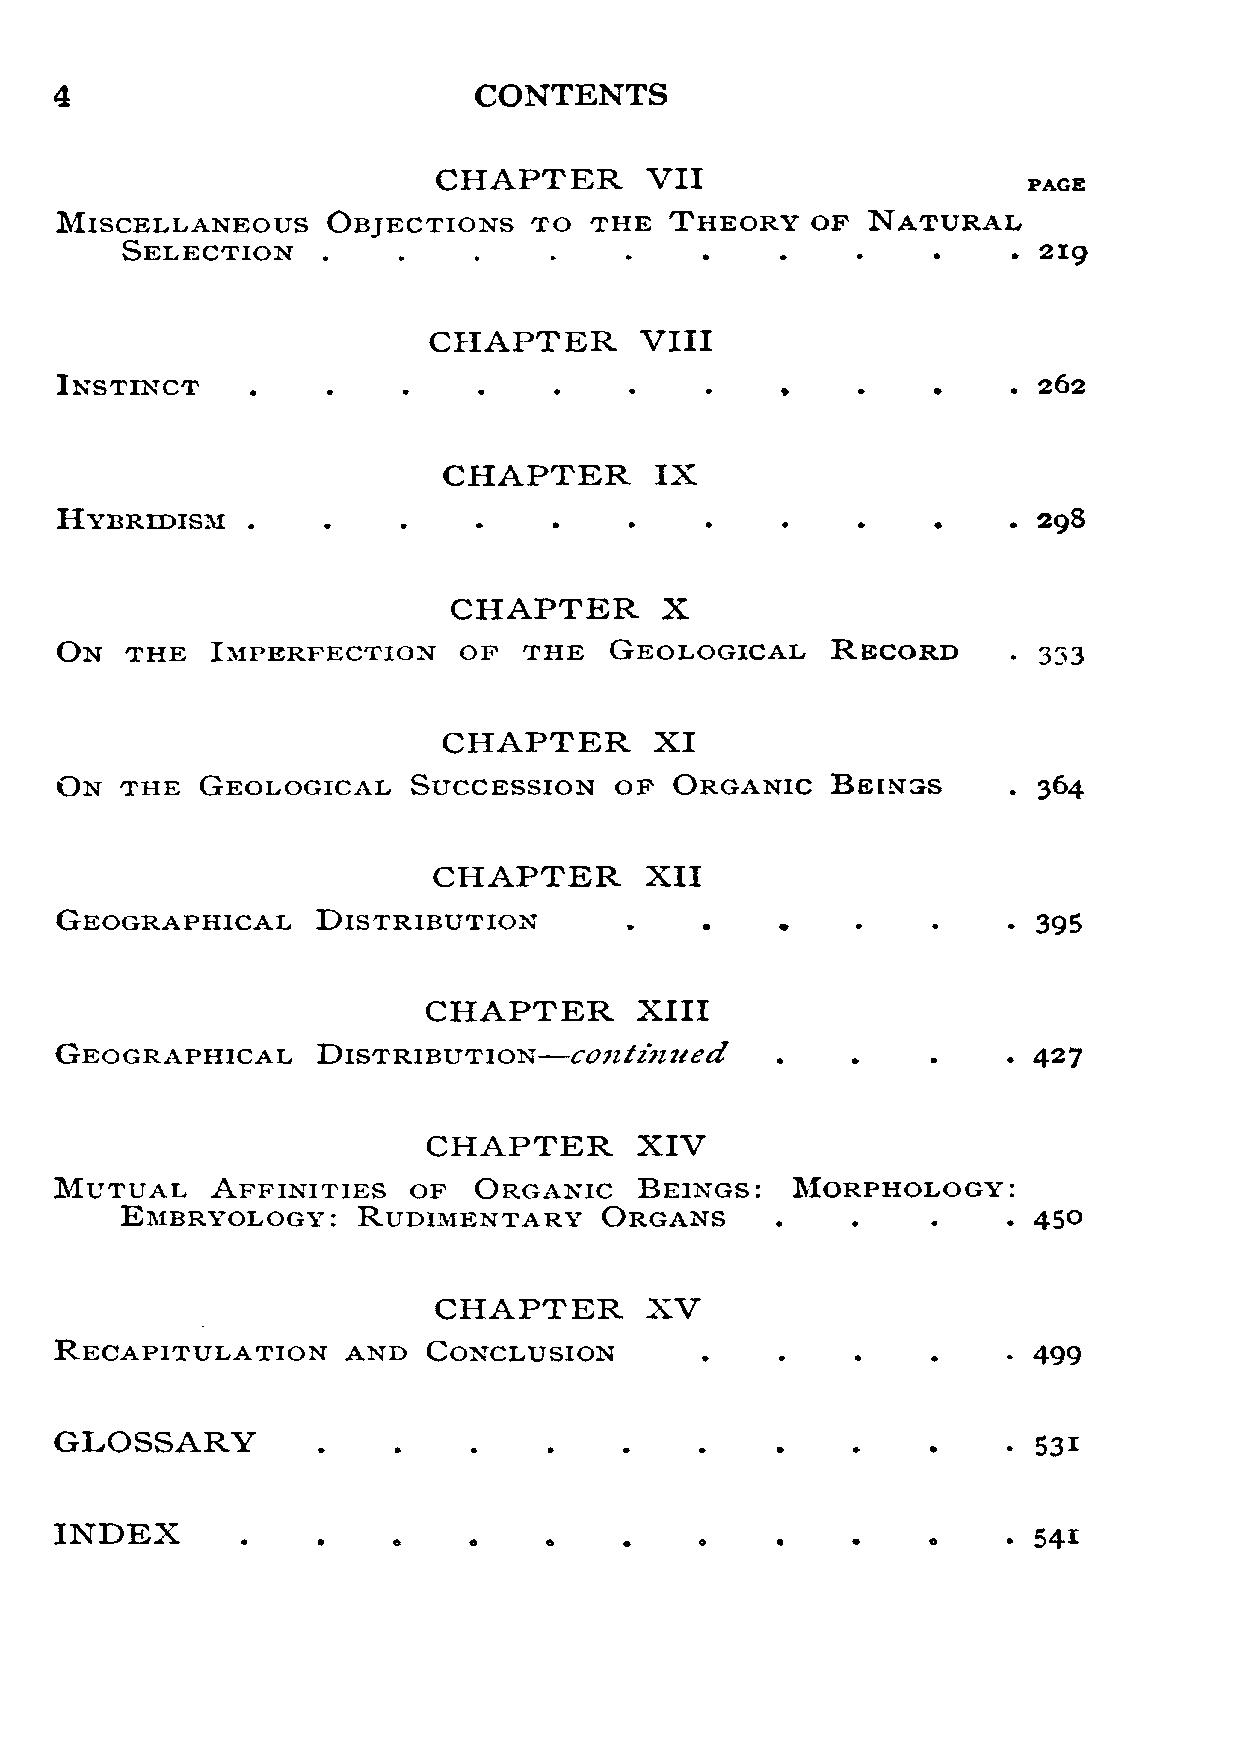 4 CONTENTS
CHAPTER VII
PAGE
MISCELLANEOUS OBJECTIONS TO THE THEORY OF NATURAL
SELECTION . . . . . . . . . . 219
CHAPTER VIII
INSTINCT . . . . . . . . . . . 262
CHAPTER IX
HYBRIDISM . . . . . . . . . . . 298
CHAPTER X
ON THE IMPERFECTION OF THE GEOLOGICAL RECORD . 333
CHAPTER XI
ON THE GEOLOGICAL SUCCESSION OF ORGANIC BEINGS . 364
CHAPTER XII
GEOGRAPHICAL DISTRIBUTION . . . . . . 395
CHAPTER XIII
GEOGRAPHICAL DISTRIBUTION—continued . . . . 427
CHAPTER XIV
MUTUAL AFFINITIES OF ORGANIC BEINGS: MORPHOLOGY:
EMBRYOLOGY: RUDIMENTARY ORGANS . . . . 450
CHAPTER XV
RECAPITULATION AND CONCLUSION . . . . . 499
GLOSSARY . . . . . . . . . . 531
INDEX . . . . . . . . . . . 541